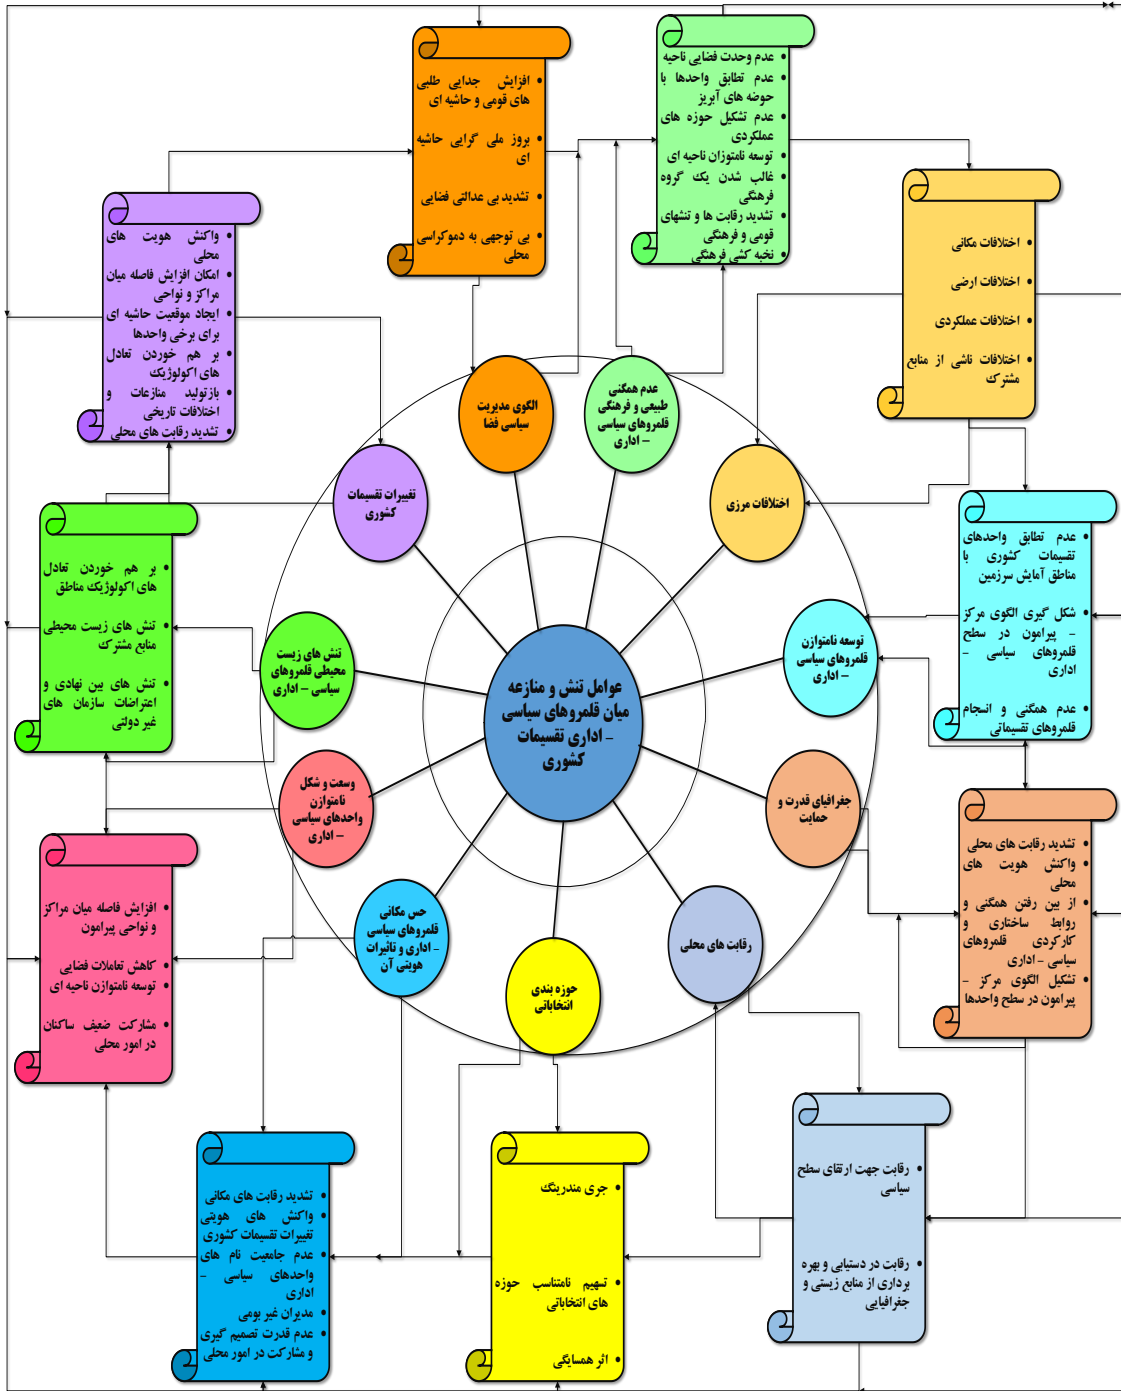 عوامل تنش و منازعه
میان قلمروهای سیاسی
– اداری تقسیمات
کشوری
عدم همگنی
طبیعی و فرهنگی
قلمروهای سیاسی
– اداری
• عدم وحدت فضایی ناحیه
• عدم تطابق واحدها با
حوضه های آبریز
• عدم تشکیل حوزه های
عملکردی
• توسعه نامتوزان ناحیه ای
• غالب شدن یک گروه
فرهنگی
• تشدید رقابت ها و تنشهای
قومی و فرهنگی
• نخبه کشی فرهنگی
اختلافات مرزی
• اختلافات مکانی
• اختلافات ارضی
• اختلافات عملکردی
• اختلافات ناشی از منابع
مشترک
توسعه نامتوازن
قلمروهای سیاسی
– اداری
• عدم تطابق واحدهای
تقسیمات کشوری با
مناطق آمایش سرزمین
• شکل گیری الگوی مرکز
– پیرامون در سطح
قلمروهای سیاسی –
اداری
• عدم همگنی و انسجام
قلمروهای تقسیماتی
جغرافیای قدرت و
حمایت
• تشدید رقابت های محلی
• واکنش هویت های
محلی
• از بین رفتن همگنی و
روابط ساختاری و
کارکردی قلمروهای
سیاسی – اداری
• تشکیل الگوی مرکز –
پیرامون در سطح واحدها
رقابت های محلی
• رقابت جهت ارتقای سطح
سیاسی
• رقابت در دستیابی و بهره
برداری از منابع زیستی و
جغرافیایی
حوزه بندی
انتخاباتی
• جری مندرینگ
• تسهیم نامتناسب حوزه
های انتخاباتی
• اثر همسایگی
حس مکانی
قلمروهای سیاسی
– اداری و تاثیرات
هویتی آن
• تشدید رقابت های مکانی
• واکنش های هویتی
تغییرات تقسیمات کشوری
• عدم جامعیت نام های
واحدهای سیاسی –
اداری
• مدیران غیر بومی
• عدم قدرت تصمیم گیری
و مشارکت در امور محلی
وسعت و شکل
نامتوازن
واحدهای سیاسی
– اداری
• افزایش فاصله میان مراکز
و نواحی پیرامون
• کاهش تعاملات فضایی
• توسعه نامتوازن ناحیه ای
• مشارکت ضعیف ساکنان
در امور محلی
تنش های زیست
محیطی قلمروهای
سیاسی – اداری
• بر هم خوردن تعادل
های اکولوژیک مناطق
• تنش های زیست محیطی
منابع مشترک
• تنش های بین نهادی و
اعتراضات سازمان های
غیر دولتی
تغییرات تقسیمات
کشوری
• واکنش هویت های
محلی
• امکان افزایش فاصله میان
مراکز و نواحی
• ایجاد موقعیت حاشیه ای
برای برخی واحدها
• بر هم خوردن تعادل
های اکولوژیک
• بازتولید منازعات و
اختلافات تاریخی
• تشدید رقابت های محلی
الگوی مدیریت
سیاسی فضا
• افزایش جدایی طلبی
های قومی و حاشیه ای
• بروز ملی گرایی حاشیه
ای
• تشدید بی عدالتی فضایی
• بی توجهی به دموکراسی
محلی